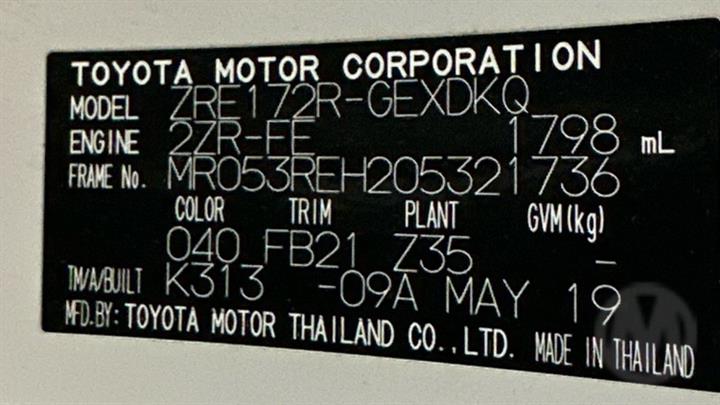 TOYOTA MOTOR CORPORATION
MODEL ZRE172R-GEXDKQ
ENGINE 2ZR-FE 1798 mL
FRAME No. MR053REH205321736
COLOR TRIM PLANT GVM(kg)
040 FB21 Z35 -
TM/A/BUILT K313 -09A MAY 19
MFD.BY: TOYOTA MOTOR THAILAND CO.,LTD. MADE IN THAILAND
M